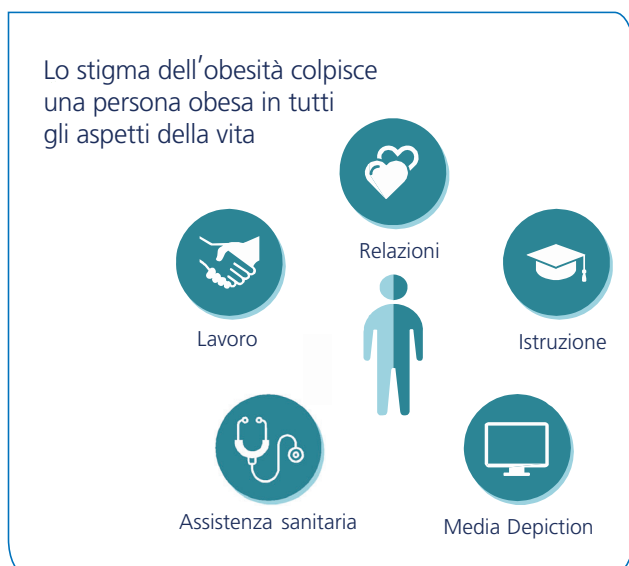 Lo stigma dell'obesità colpisce
una persona obesa in tutti
gli aspetti della vita
Relazioni
Lavoro
Istruzione
Assistenza sanitaria
Media Depiction